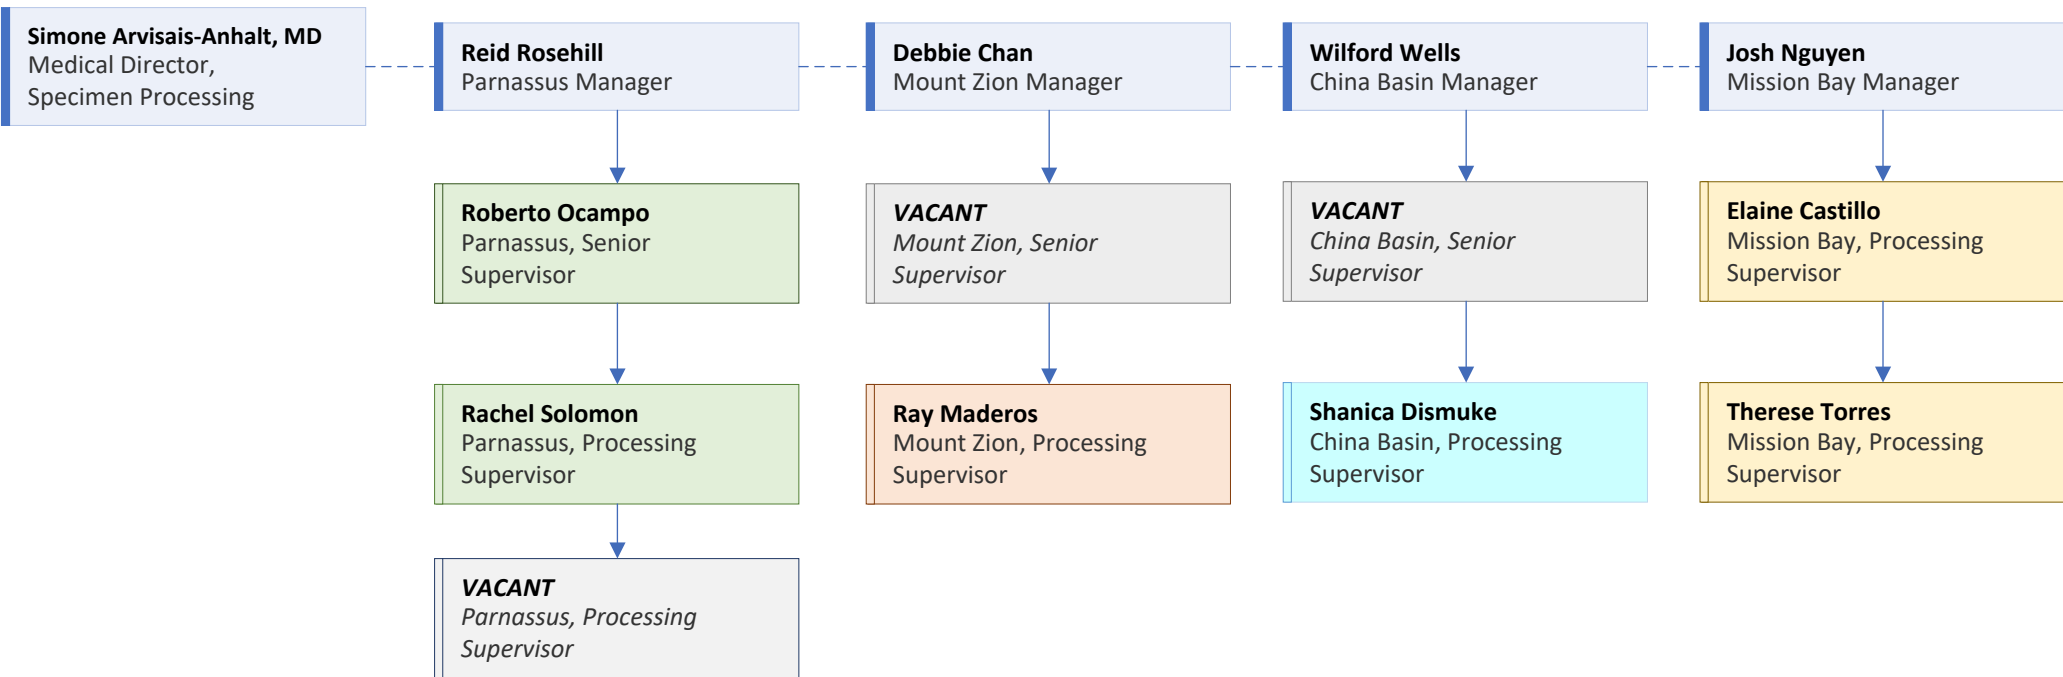 Simone Arvisais-Anhalt, MD
Medical Director,
Specimen Processing
Reid Rosehill
Parnassus Manager
Debbie Chan
Mount Zion Manager
Wilford Wells
China Basin Manager
Josh Nguyen
Mission Bay Manager
Roberto Ocampo
Parnassus, Senior
Supervisor
VACANT
Mount Zion, Senior
Supervisor
VACANT
China Basin, Senior
Supervisor
Elaine Castillo
Mission Bay, Processing
Supervisor
Rachel Solomon
Parnassus, Processing
Supervisor
Ray Maderos
Mount Zion, Processing
Supervisor
Shanica Dismuke
China Basin, Processing
Supervisor
Therese Torres
Mission Bay, Processing
Supervisor
VACANT
Parnassus, Processing
Supervisor